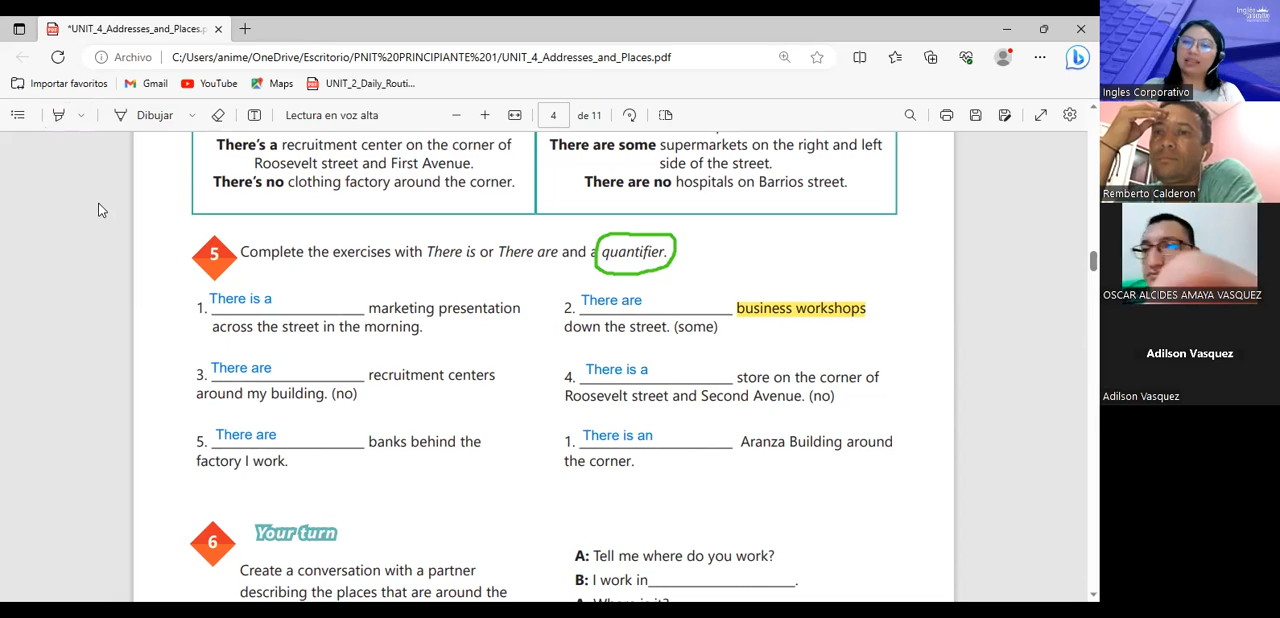 *UNIT_4_Addresses_and_Places.p
Archivo
C:/Users/anime/OneDrive/Escritorio/PNIT%20PRINCIPIANTE%201/UNIT_4_Addresses_and_Places.pdf
Importar favoritos
Gmail
YouTube
Maps
UNIT_2_Daily_Routi...
Dibujar
Lectura en voz alta
4
de 11
There's a recruitment center on the corner of
Roosevelt street and First Avenue.
There's no clothing factory around the corner.
There are some supermarkets on the right and left
side of the street.
There are no hospitals on Barrios street.
5
Complete the exercises with There is or There are and a quantifier.
1. There is a marketing presentation
across the street in the morning.
2. There are business workshops
down the street. (some)
3. There are recruitment centers
around my building. (no)
4. There is a store on the corner of
Roosevelt street and Second Avenue. (no)
5. There are banks behind the
factory I work.
1. There is an Aranza Building around
the corner.
6
Your turn
Create a conversation with a partner
describing the places that are around the
A: Tell me where do you work?
B: I work in_________________.
A: Where is it?
Ingles Corporativo
Remberto Calderon
OSCAR ALCIDES AMAYA VASQUEZ
Adilson Vasquez
Adilson Vasquez